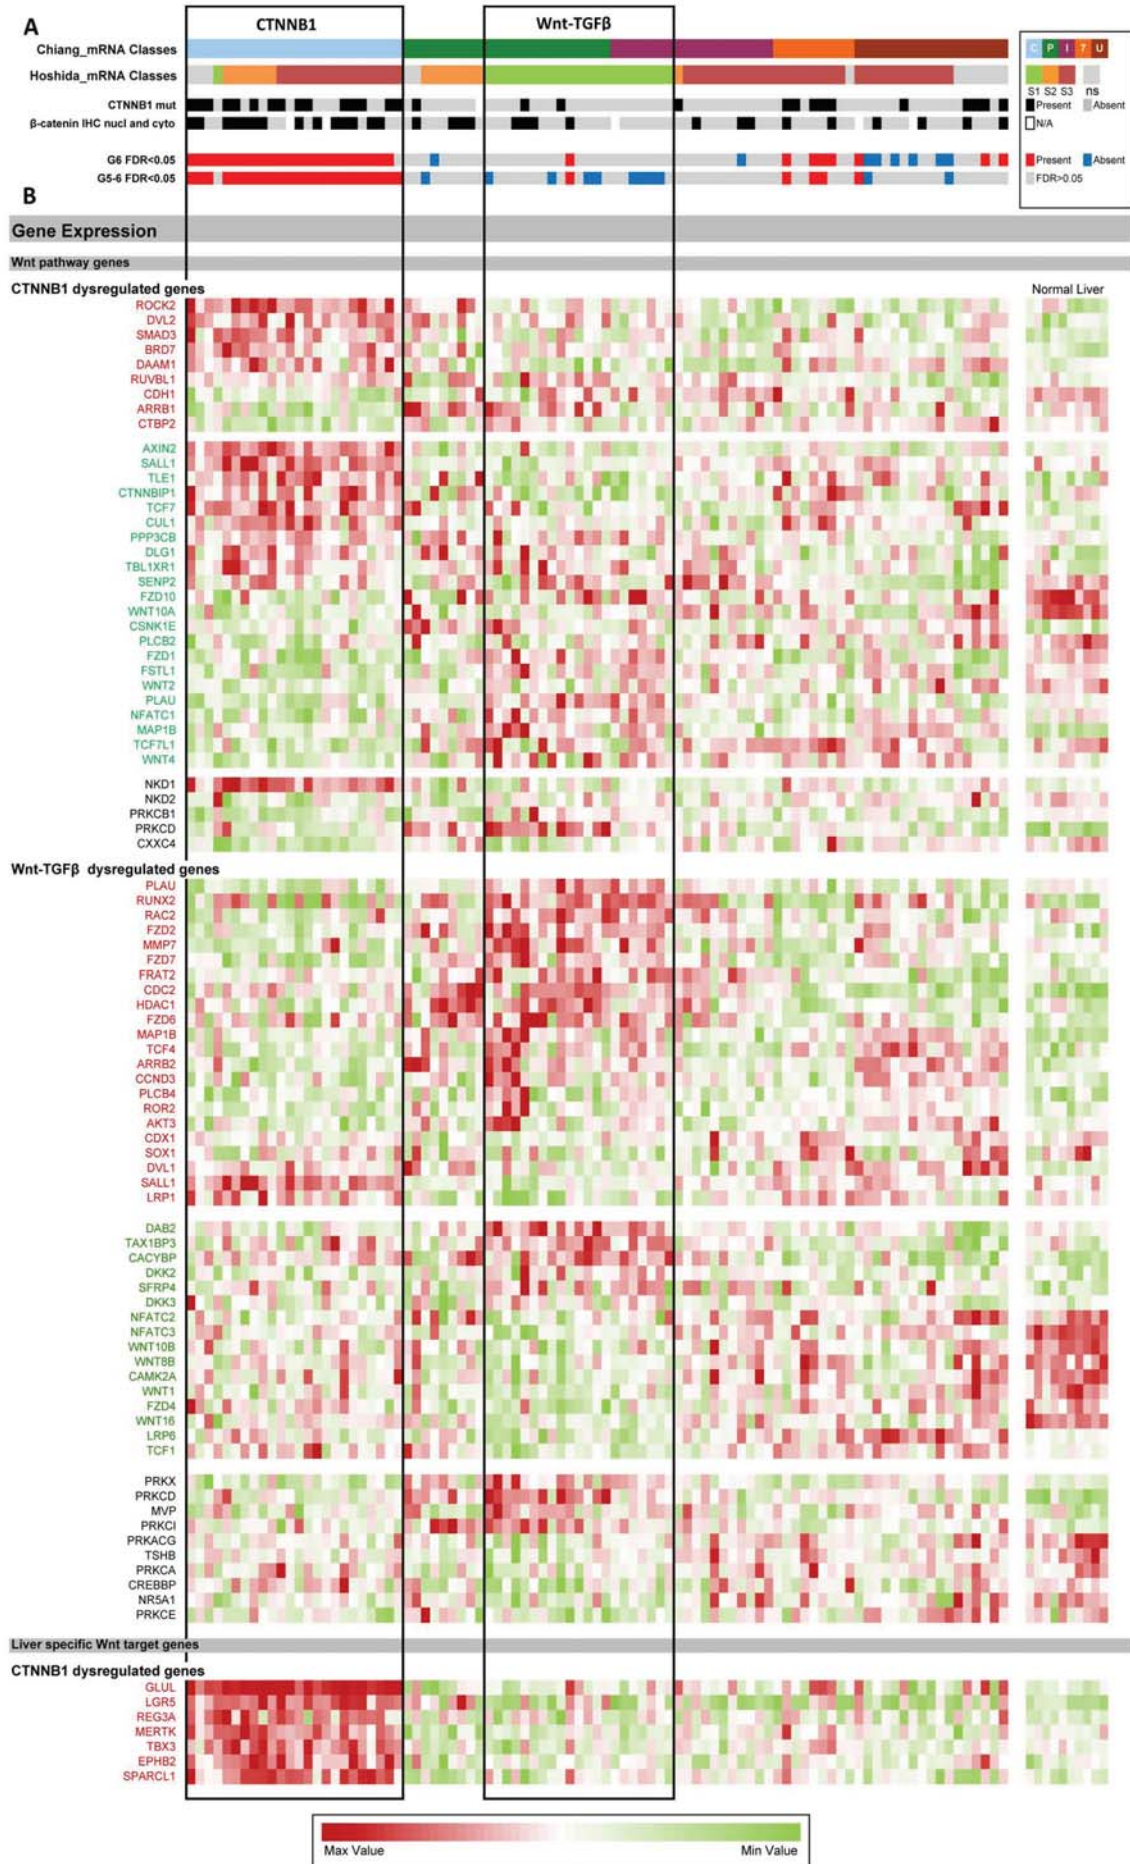 A
CTNNB1
Wnt-TGFβ
Chiang_mRNA Classes
C P I 7 U
Hoshida_mRNA Classes
S1 S2 S3 ns
CTNNB1 mut
Present Absent
β-catenin IHC nucl and cyto
N/A
G6 FDR<0.05
Present Absent
G5-6 FDR<0.05
FDR>0.05
B
Gene Expression
Wnt pathway genes
CTNNB1 dysregulated genes
Normal Liver
ROCK2
DVL2
SMAD3
BRD7
DAAM1
RUVBL1
CDH1
ARRB1
CTBP2
AXIN2
SALL1
TLE1
CTNNBIP1
TCF7
CUL1
PPP3CB
DLG1
TBL1XR1
SENP2
FZD10
WNT10A
CSNK1E
PLCB2
FZD1
FSTL1
WNT2
PLAU
NFATC1
MAP1B
TCF7L1
WNT4
NKD1
NKD2
PRKCB1
PRKCD
CXXC4
Wnt-TGFβ dysregulated genes
PLAU
RUNX2
RAC2
FZD2
MMP7
FZD7
FRAT2
CDC2
HDAC1
FZD6
MAP1B
TCF4
ARRB2
CCND3
PLCB4
ROR2
AKT3
CDX1
SOX1
DVL1
SALL1
LRP1
DAB2
TAX1BP3
CACYBP
DKK2
SFRP4
DKK3
NFATC2
NFATC3
WNT10B
WNT8B
CAMK2A
WNT1
FZD4
WNT16
LRP6
TCF1
PRKX
PRKCD
MVP
PRKCI
PRKACG
TSHB
PRKCA
CREBBP
NR5A1
PRKCE
Liver specific Wnt target genes
CTNNB1 dysregulated genes
GLUL
LGR5
REG3A
MERTK
TBX3
EPHB2
SPARCL1
Max Value
Min Value